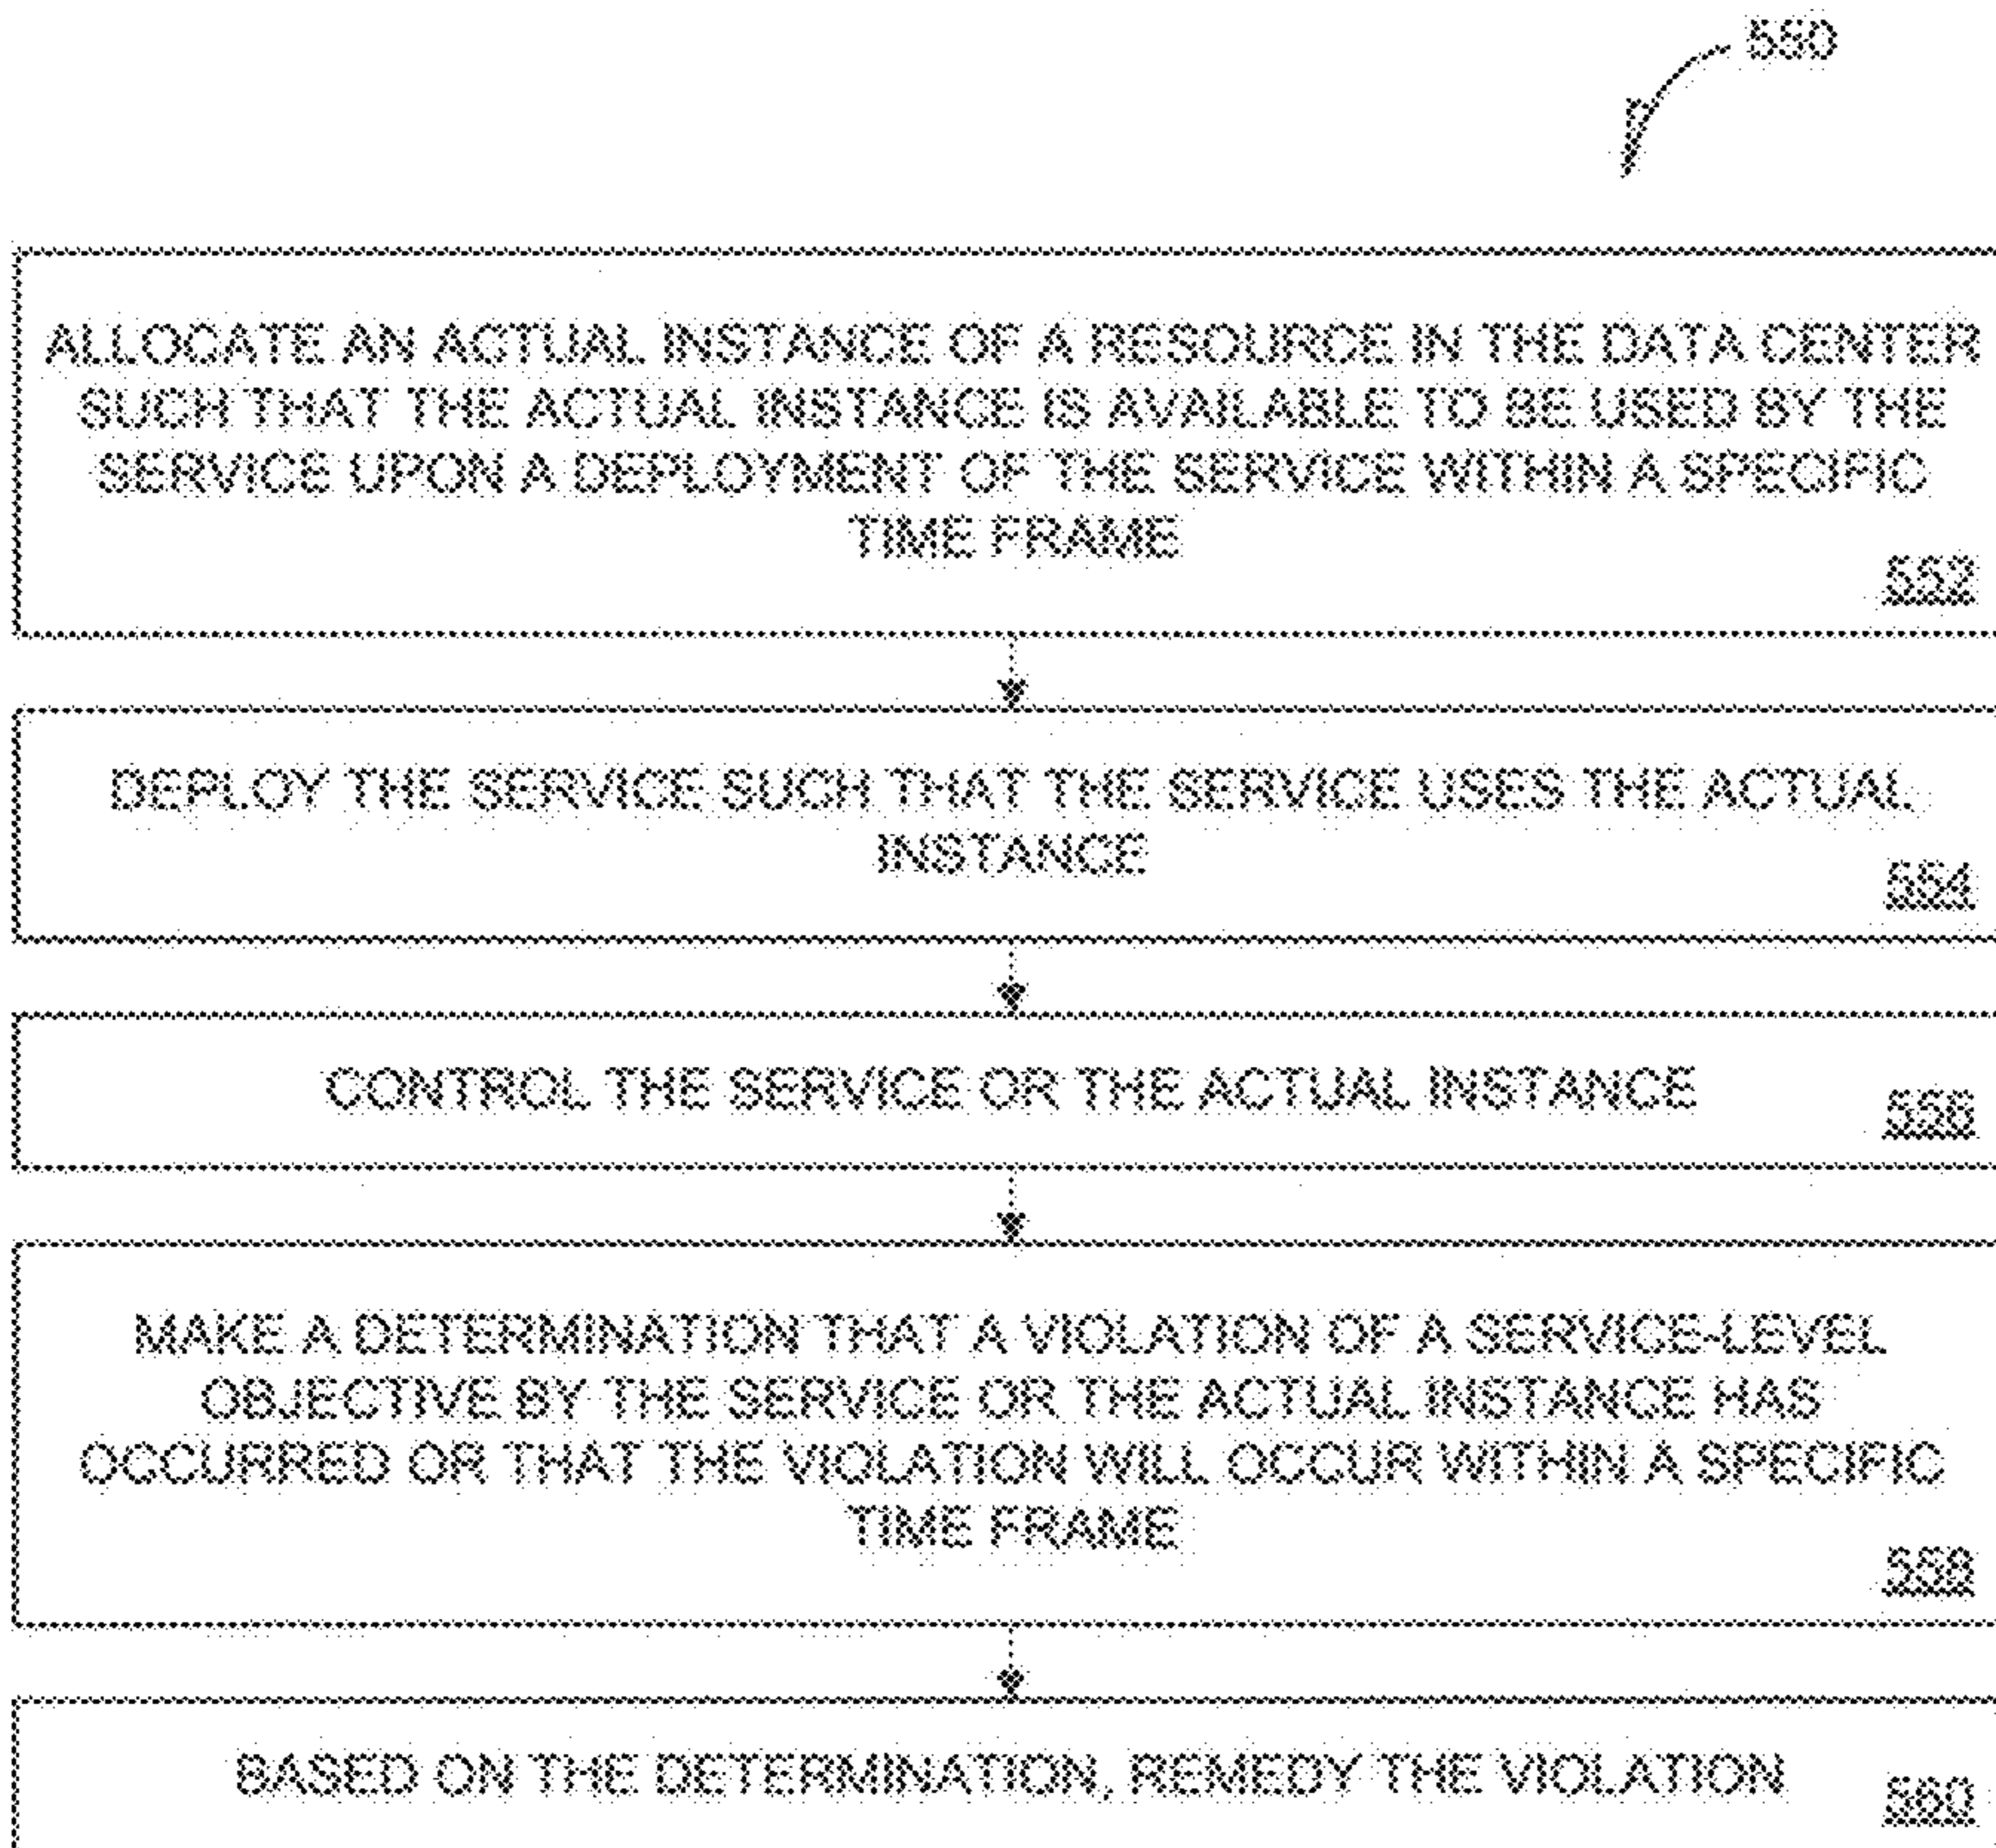 550
ALLOCATE AN ACTUAL INSTANCE OF A RESOURCE IN THE DATA CENTER
SUCH THAT THE ACTUAL INSTANCE IS AVAILABLE TO BE USED BY THE
SERVICE UPON A DEPLOYMENT OF THE SERVICE WITHIN A SPECIFIC
TIME FRAME
552
DEPLOY THE SERVICE SUCH THAT THE SERVICE USES THE ACTUAL
INSTANCE
554
CONTROL THE SERVICE OR THE ACTUAL INSTANCE
556
MAKE A DETERMINATION THAT A VIOLATION OF A SERVICE-LEVEL
OBJECTIVE BY THE SERVICE OR THE ACTUAL INSTANCE HAS
OCCURRED OR THAT THE VIOLATION WILL OCCUR WITHIN A SPECIFIC
TIME FRAME
558
BASED ON THE DETERMINATION, REMEDY THE VIOLATION
560